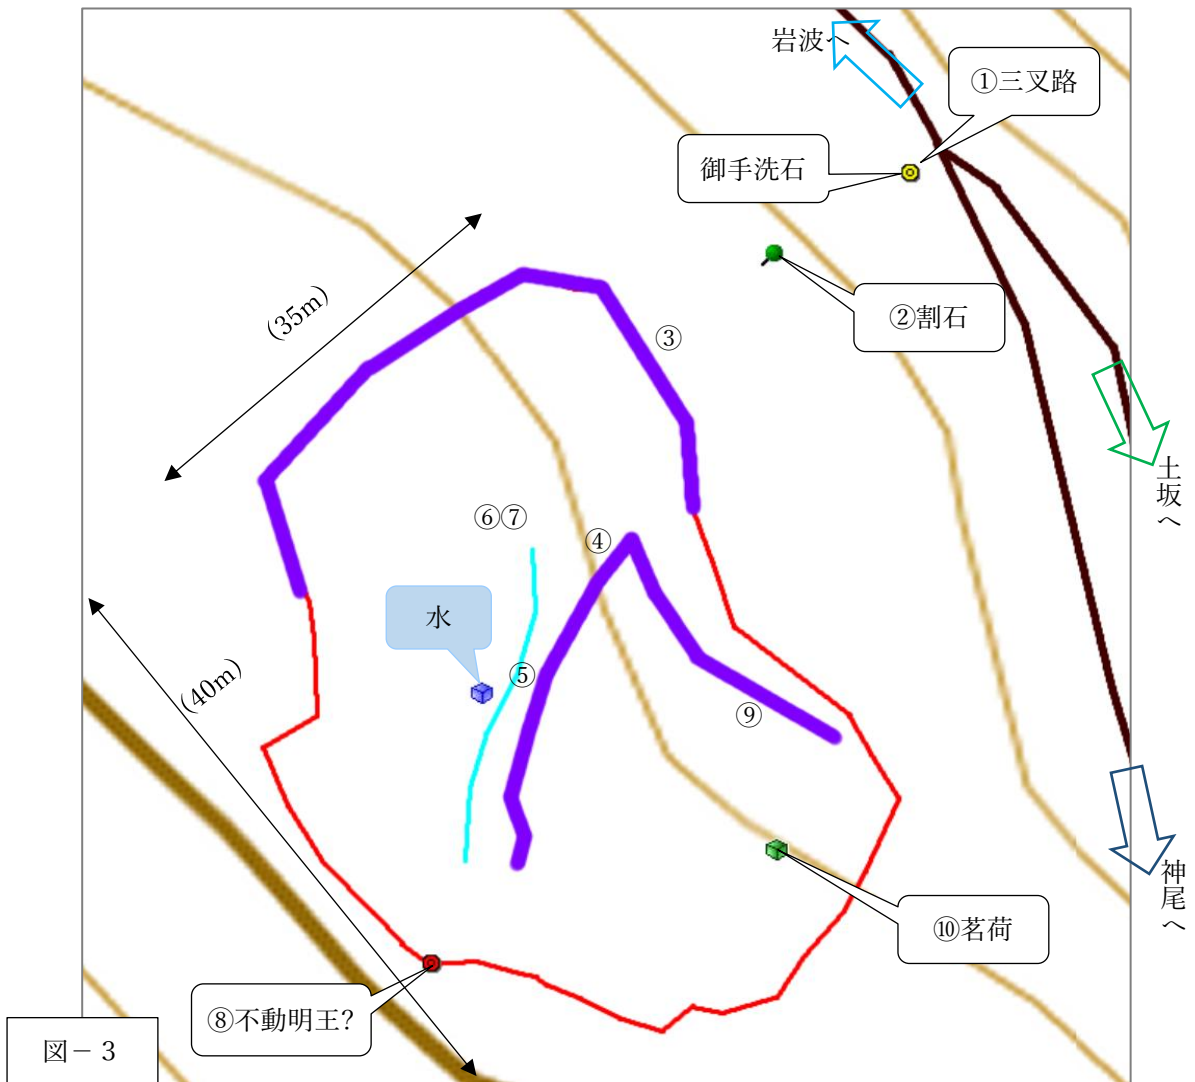 岩波へ
①三叉路
御手洗石
②割石
(35m)
③
土坂へ
⑥⑦
④
水
⑤
(40m)
⑨
神尾へ
⑩茗荷
⑧不動明王?
図－３